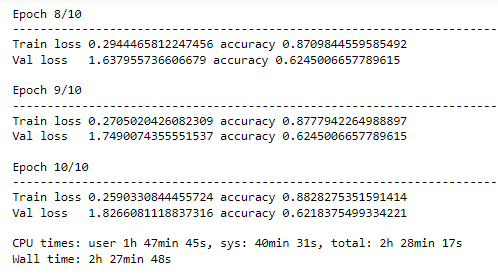 Epoch 8/10
----------------------------------------------------------------------
Train loss 0.2944465812247456 accuracy 0.8709844559585492
Val loss   1.637955736606679 accuracy 0.6245006657789615
Epoch 9/10
----------------------------------------------------------------------
Train loss 0.2705020426082309 accuracy 0.8777942264988897
Val loss   1.7490074355551537 accuracy 0.6245006657789615
Epoch 10/10
----------------------------------------------------------------------
Train loss 0.2590330844455724 accuracy 0.8828275351591414
Val loss   1.8266081118837316 accuracy 0.6218375499334221
CPU times: user 1h 47min 45s, sys: 40min 31s, total: 2h 28min 17s
Wall time: 2h 27min 48s